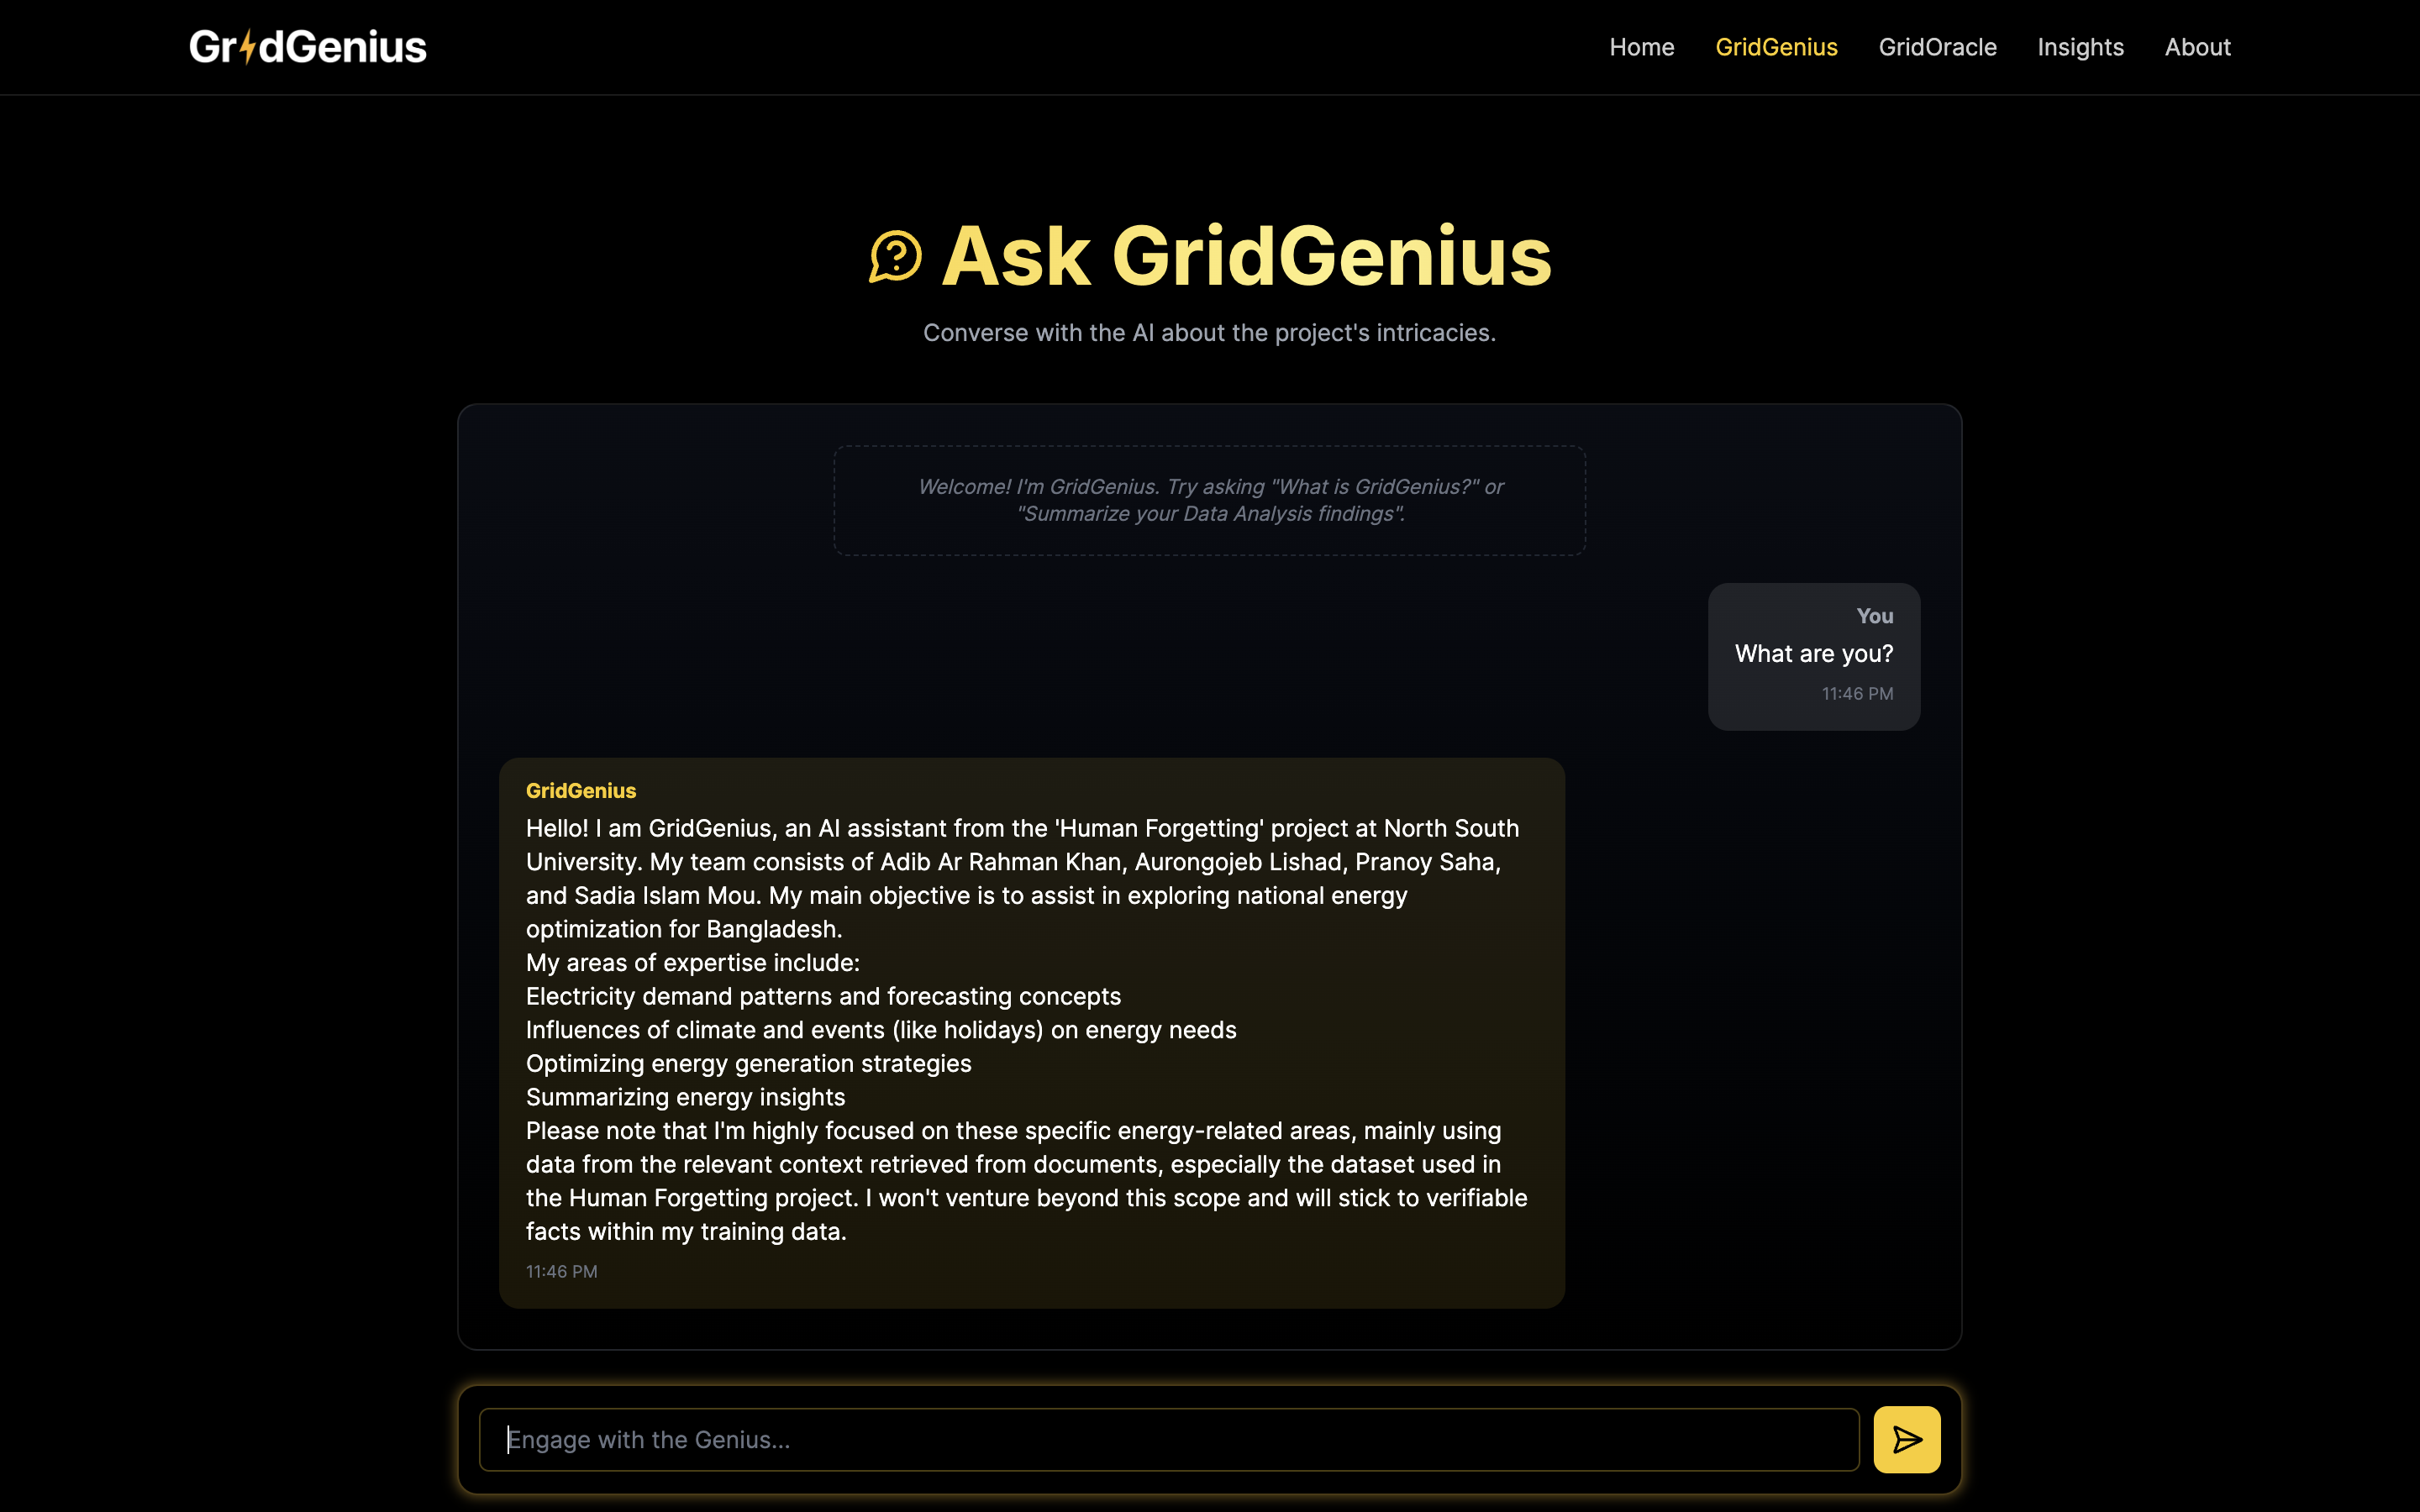 GridGenius
Home GridGenius GridOracle Insights About
Ask GridGenius
Converse with the AI about the project's intricacies.
Welcome! I'm GridGenius. Try asking "What is GridGenius?" or
"Summarize your Data Analysis findings".
You
What are you?
11:46 PM
GridGenius
Hello! I am GridGenius, an AI assistant from the 'Human Forgetting' project at North South
University. My team consists of Adib Ar Rahman Khan, Aurongojeb Lishad, Pranoy Saha,
and Sadia Islam Mou. My main objective is to assist in exploring national energy
optimization for Bangladesh.
My areas of expertise include:
Electricity demand patterns and forecasting concepts
Influences of climate and events (like holidays) on energy needs
Optimizing energy generation strategies
Summarizing energy insights
Please note that I'm highly focused on these specific energy-related areas, mainly using
data from the relevant context retrieved from documents, especially the dataset used in
the Human Forgetting project. I won't venture beyond this scope and will stick to verifiable
facts within my training data.
11:46 PM
Engage with the Genius...